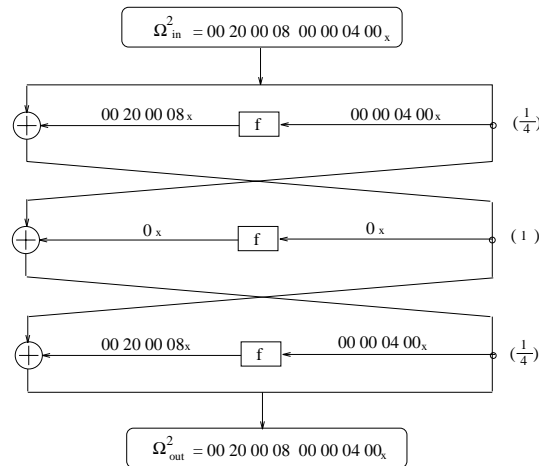 Ω²in = 00 20 00 08 00 00 04 00x
00 20 00 08x f 00 00 04 00x (1/4)
0x f 0x (1)
00 20 00 08x f 00 00 04 00x (1/4)
Ω²out = 00 20 00 08 00 00 04 00x